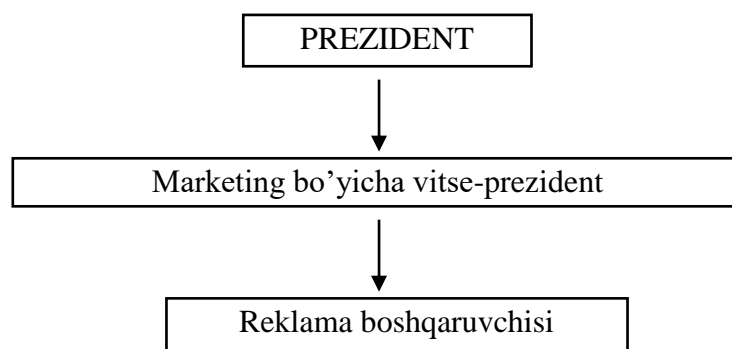 PREZIDENT
Marketing bo’yicha vitse-prezident
Reklama boshqaruvchisi